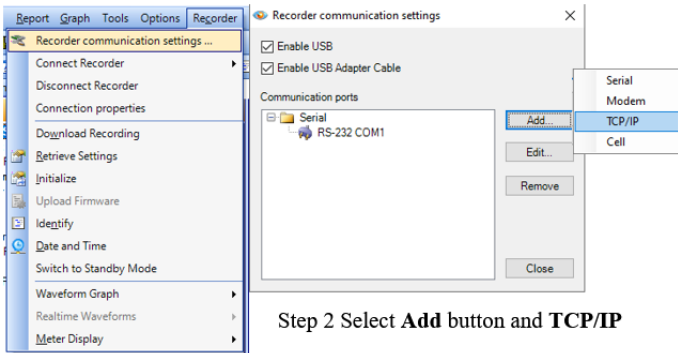 Report Graph Tools Options Recorder
Recorder communication settings ...
Connect Recorder
Disconnect Recorder
Connection properties
Download Recording
Retrieve Settings
Initialize
Upload Firmware
Identify
Date and Time
Switch to Standby Mode
Waveform Graph
Realtime Waveforms
Meter Display
Recorder communication settings
Enable USB
Enable USB Adapter Cable
Communication ports
Serial
RS-232 COM1
Add...
Edit...
Remove
Close
Serial
Modem
TCP/IP
Cell
Step 2 Select Add button and TCP/IP